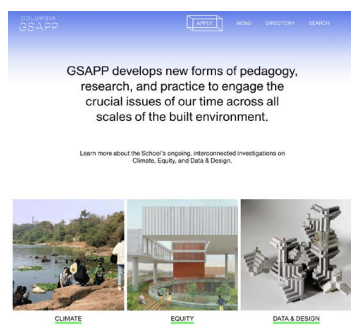 COLUMBIA
GSAPP
APPLY
MENU
DIRECTORY
SEARCH
GSAPP develops new forms of pedagogy,
research, and practice to engage the
crucial issues of our time across all
scales of the built environment.
Learn more about the School's ongoing, interconnected investigations on
Climate, Equity, and Data & Design.
CLIMATE
EQUITY
DATA & DESIGN